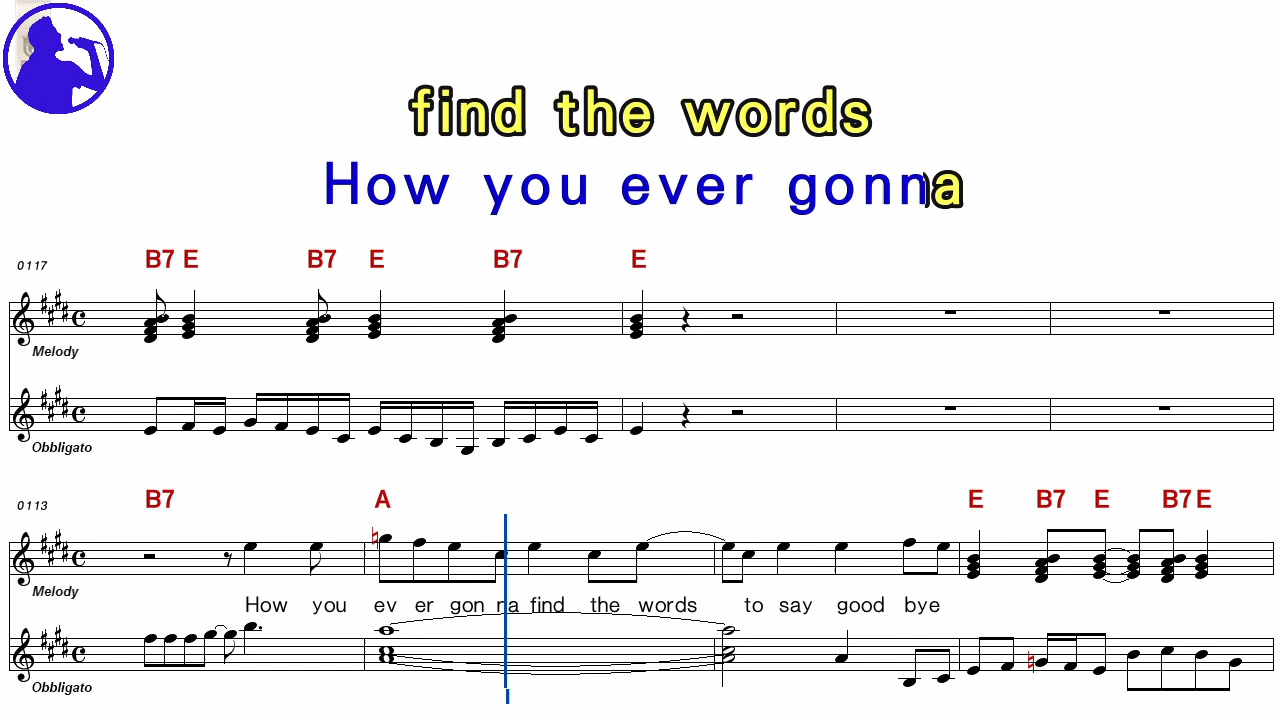 find the words
How you ever gonna
B7 E B7 E B7 E
0117
Melody
Obbligato
B7 A E B7 E B7 E
0113
Melody
How you ev er gon na find the words to say good bye
Obbligato